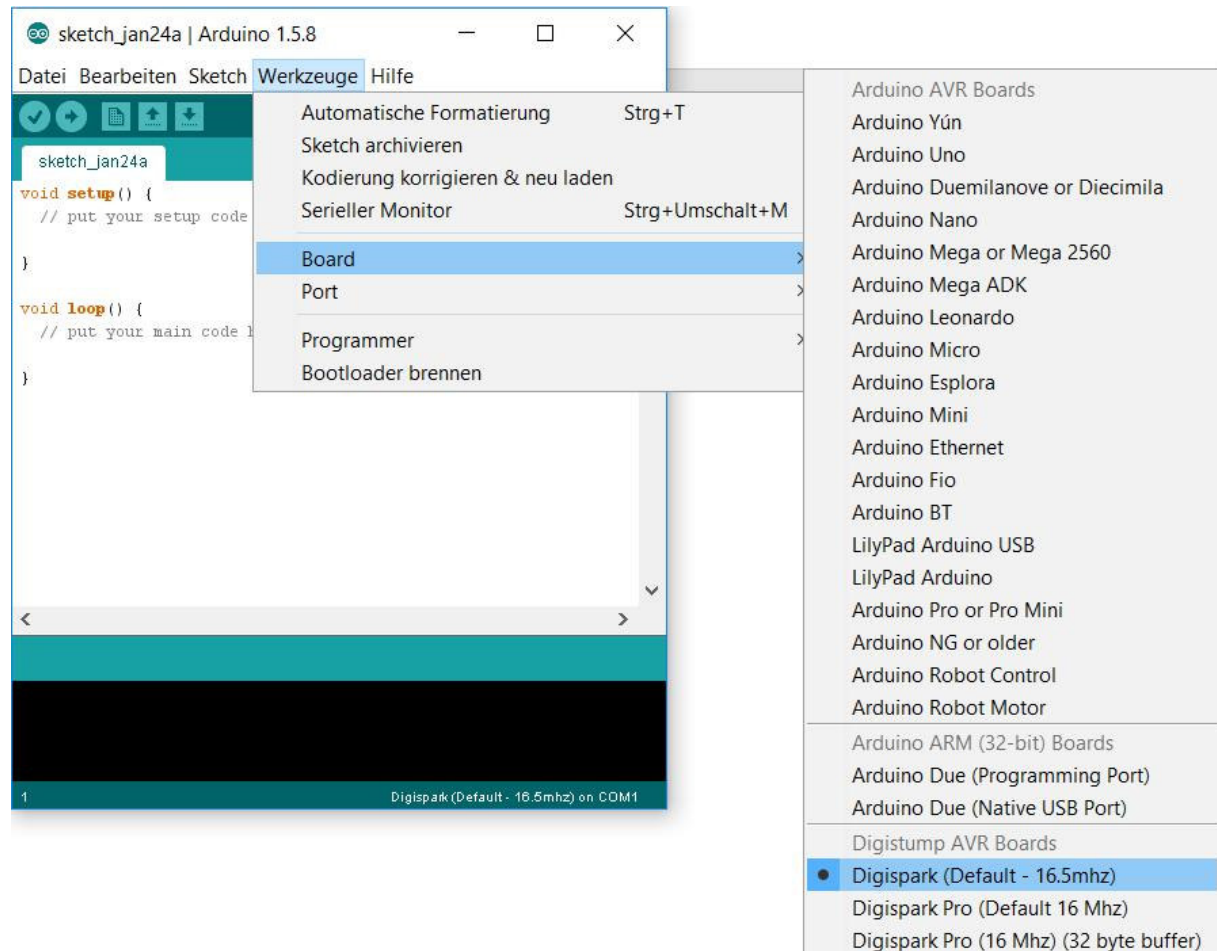 sketch_jan24a | Arduino 1.5.8
Datei Bearbeiten Sketch Werkzeuge Hilfe
sketch_jan24a
void setup() {
// put your setup code
}
void loop() {
// put your main code
}
Automatische Formatierung Strg+T
Sketch archivieren
Kodierung korrigieren & neu laden
Serieller Monitor Strg+Umschalt+M
Board
Port
Programmer
Bootloader brennen
Arduino AVR Boards
Arduino Yún
Arduino Uno
Arduino Duemilanove or Diecimila
Arduino Nano
Arduino Mega or Mega 2560
Arduino Mega ADK
Arduino Leonardo
Arduino Micro
Arduino Esplora
Arduino Mini
Arduino Ethernet
Arduino Fio
Arduino BT
LilyPad Arduino USB
LilyPad Arduino
Arduino Pro or Pro Mini
Arduino NG or older
Arduino Robot Control
Arduino Robot Motor
Arduino ARM (32-bit) Boards
Arduino Due (Programming Port)
Arduino Due (Native USB Port)
Digistump AVR Boards
Digispark (Default - 16.5mhz)
Digispark Pro (Default 16 Mhz)
Digispark Pro (16 Mhz) (32 byte buffer)
1 Digispark (Default - 16.5mhz) on COM1